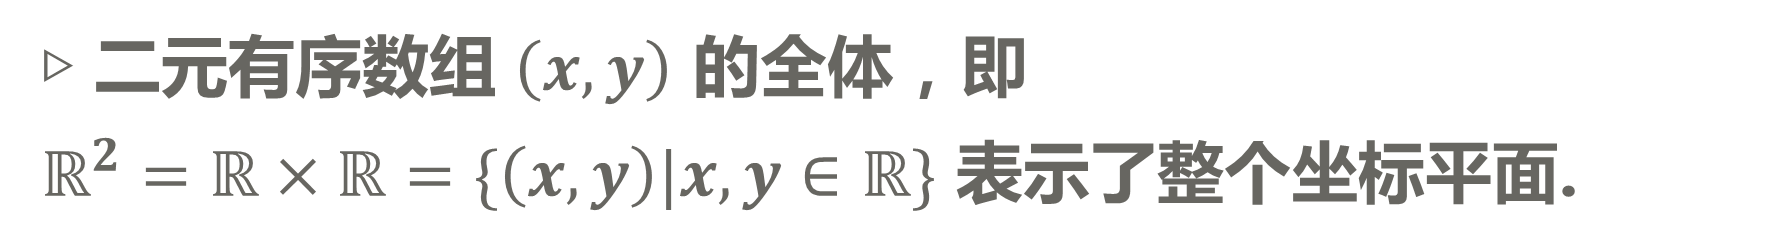 ▷ 二元有序数组 (x, y) 的全体，即
ℝ² = ℝ × ℝ = {(x, y)|x, y ∈ ℝ} 表示了整个坐标平面.